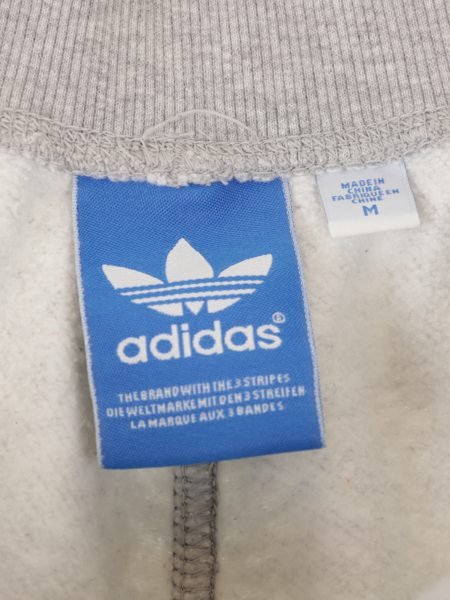 adidas®
THE BRAND WITH THE 3 STRIPES
DIE WELTMARKE MIT DEN 3 STREIFEN
LA MARQUE AUX 3 BANDES
MADE IN
CHINA
FABRIQUE EN
CHINE
M